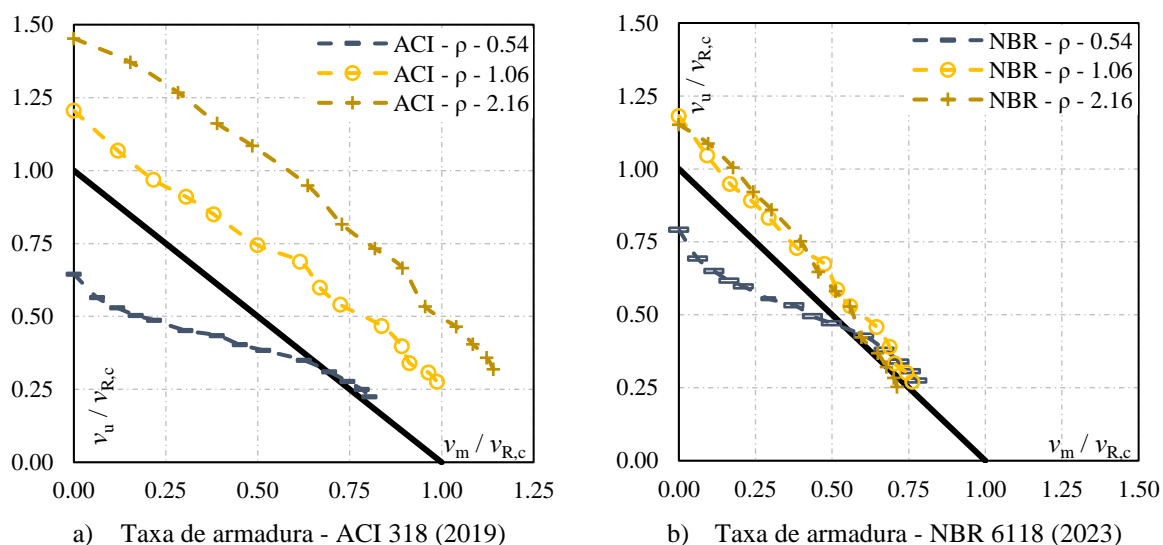 1.50
1.25
1.00
0.75
0.50
0.25
0.00
0.00 0.25 0.50 0.75 1.00 1.25
ACI - ρ - 0.54
ACI - ρ - 1.06
ACI - ρ - 2.16
vu / vR,c
vm / vR,c
a) Taxa de armadura - ACI 318 (2019)
1.50
1.25
1.00
0.75
0.50
0.25
0.00
0.00 0.25 0.50 0.75 1.00 1.25 1.50
vu / vR,c
NBR - ρ - 0.54
NBR - ρ - 1.06
NBR - ρ - 2.16
vm / vR,c
b) Taxa de armadura - NBR 6118 (2023)